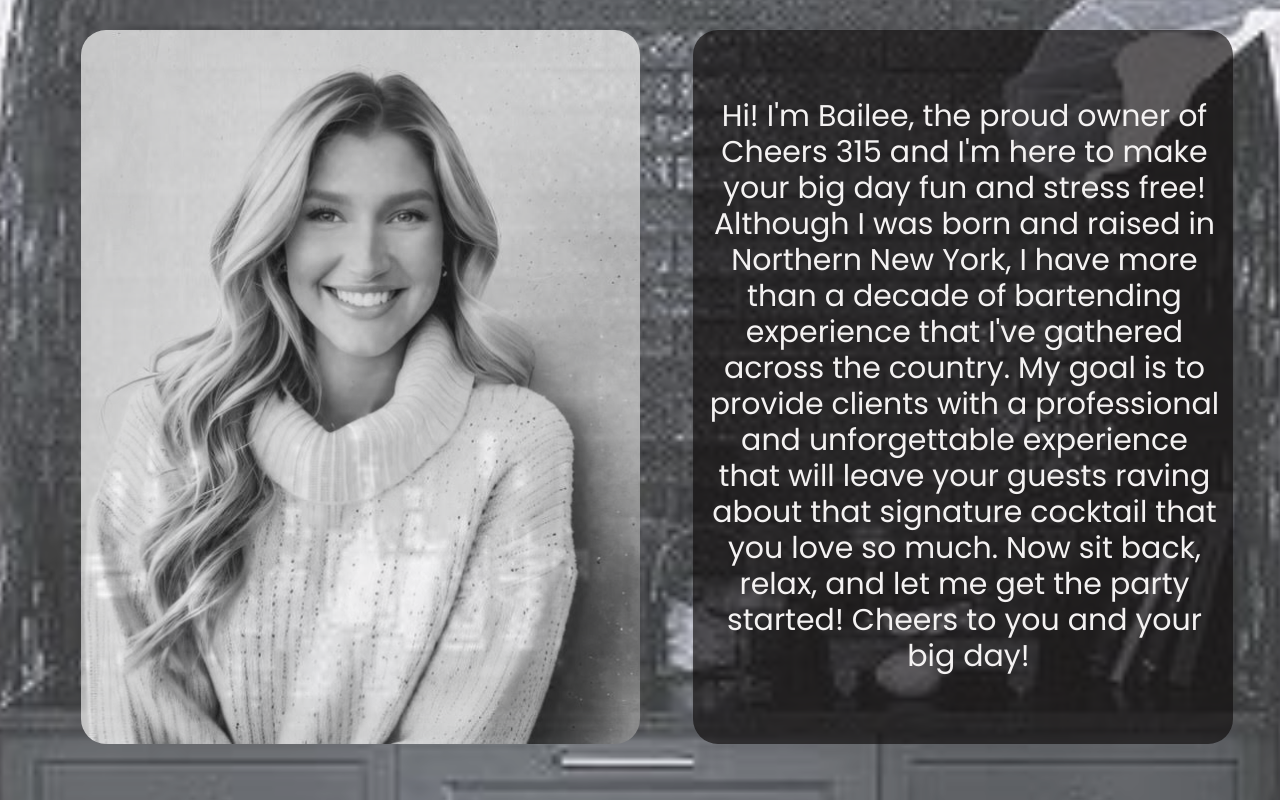 Hi! I'm Bailee, the proud owner of
Cheers 315 and I'm here to make
your big day fun and stress free!
Although I was born and raised in
Northern New York, I have more
than a decade of bartending
experience that I've gathered
across the country. My goal is to
provide clients with a professional
and unforgettable experience
that will leave your guests raving
about that signature cocktail that
you love so much. Now sit back,
relax, and let me get the party
started! Cheers to you and your
big day!